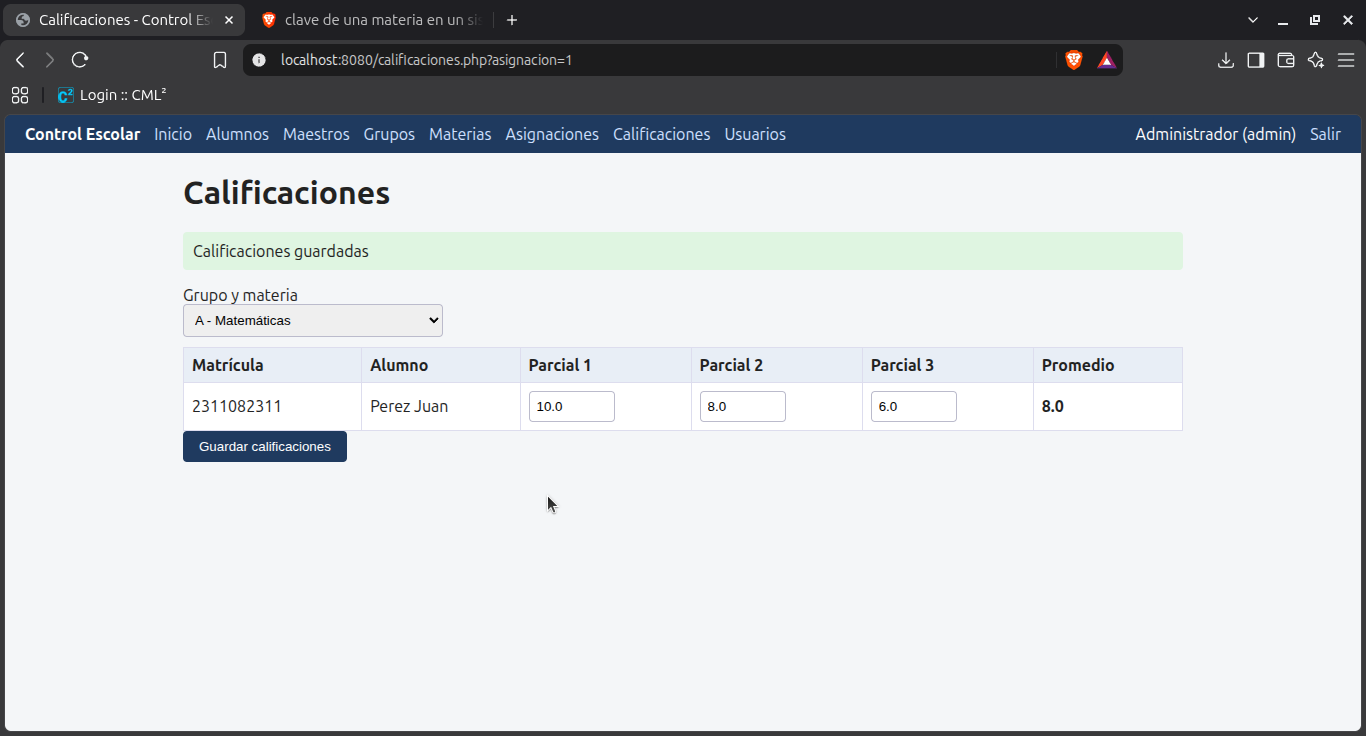 Calificaciones - Control Es
clave de una materia en un sis
localhost:8080/calificaciones.php?asignacion=1
Login :: CML²
Control Escolar Inicio Alumnos Maestros Grupos Materias Asignaciones Calificaciones Usuarios Administrador (admin) Salir
Calificaciones
Calificaciones guardadas
Grupo y materia
A - Matemáticas
Matrícula Alumno Parcial 1 Parcial 2 Parcial 3 Promedio
2311082311 Perez Juan 10.0 8.0 6.0 8.0
Guardar calificaciones